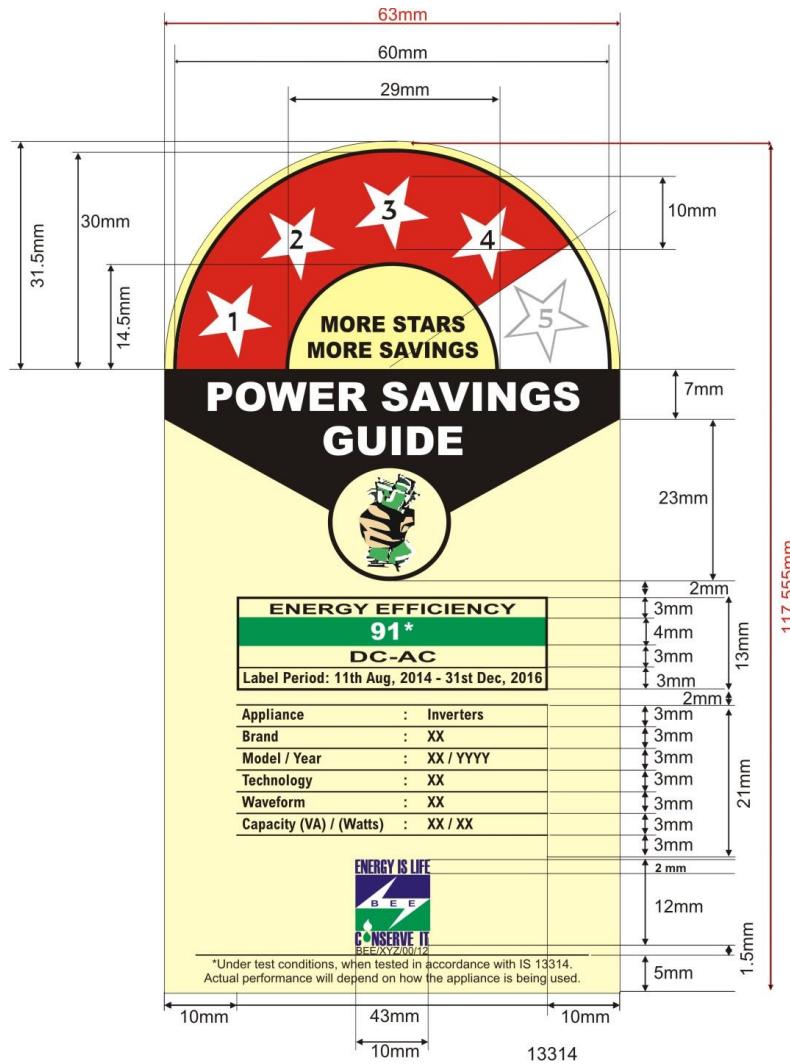 63mm
60mm
29mm
31.5mm
30mm
14.5mm
10mm
1
2
3
4
5
MORE STARS
MORE SAVINGS
7mm
POWER SAVINGS
GUIDE
23mm
117.555mm
2mm
ENERGY EFFICIENCY
3mm
91*
4mm
13mm
DC-AC
3mm
Label Period: 11th Aug, 2014 - 31st Dec, 2016
3mm
2mm
Appliance : Inverters
3mm
Brand : XX
3mm
Model / Year : XX / YYYY
3mm
21mm
Technology : XX
3mm
Waveform : XX
3mm
Capacity (VA) / (Watts) : XX / XX
3mm
3mm
ENERGY IS LIFE
2 mm
BEE
12mm
CONSERVE IT
BEE/XYZ/00/12
1.5mm
*Under test conditions, when tested in accordance with IS 13314.
Actual performance will depend on how the appliance is being used.
5mm
10mm
43mm
10mm
10mm
13314